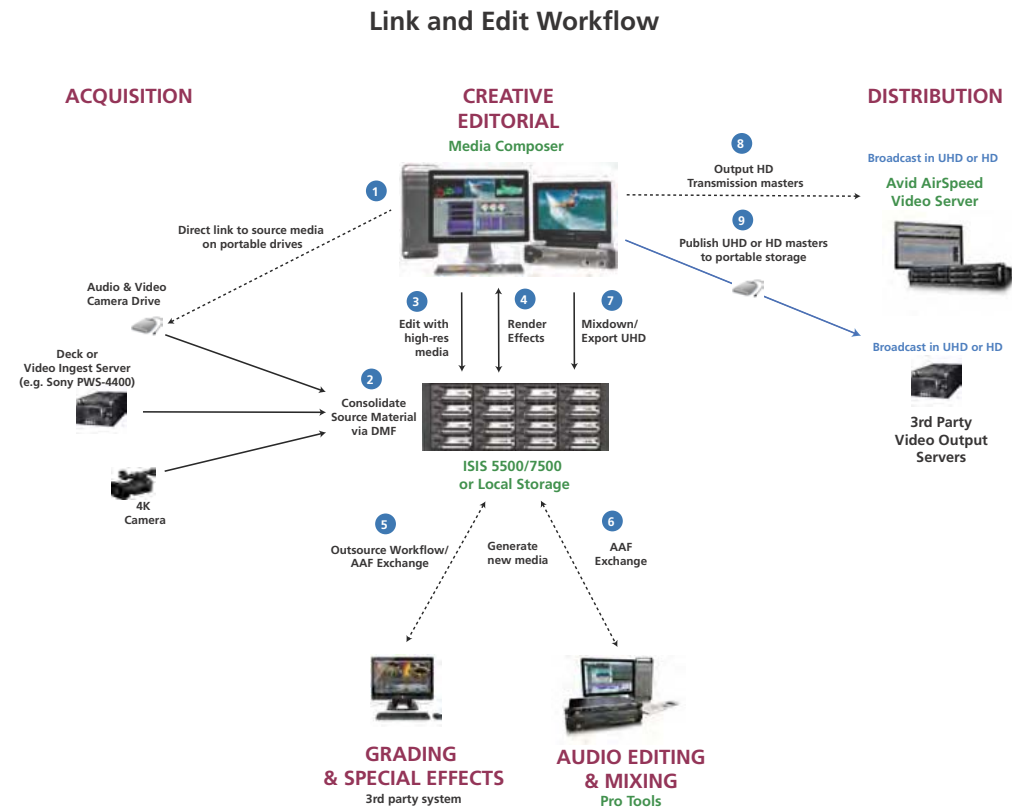 Link and Edit Workflow
ACQUISITION
CREATIVE
EDITORIAL
Media Composer
DISTRIBUTION
1
Direct link to source media
on portable drives
Audio & Video
Camera Drive
Deck or
Video Ingest Server
(e.g. Sony PWS-4400)
4K
Camera
2
Consolidate
Source Material
via DMF
3
Edit with
high-res
media
4
Render
Effects
7
Mixdown/
Export UHD
ISIS 5500/7500
or Local Storage
8
Output HD
Transmission masters
9
Publish UHD or HD masters
to portable storage
Broadcast in UHD or HD
Avid AirSpeed
Video Server
Broadcast in UHD or HD
3rd Party
Video Output
Servers
5
Outsource Workflow/
AAF Exchange
Generate
new media
6
AAF
Exchange
GRADING
& SPECIAL EFFECTS
3rd party system
AUDIO EDITING
& MIXING
Pro Tools